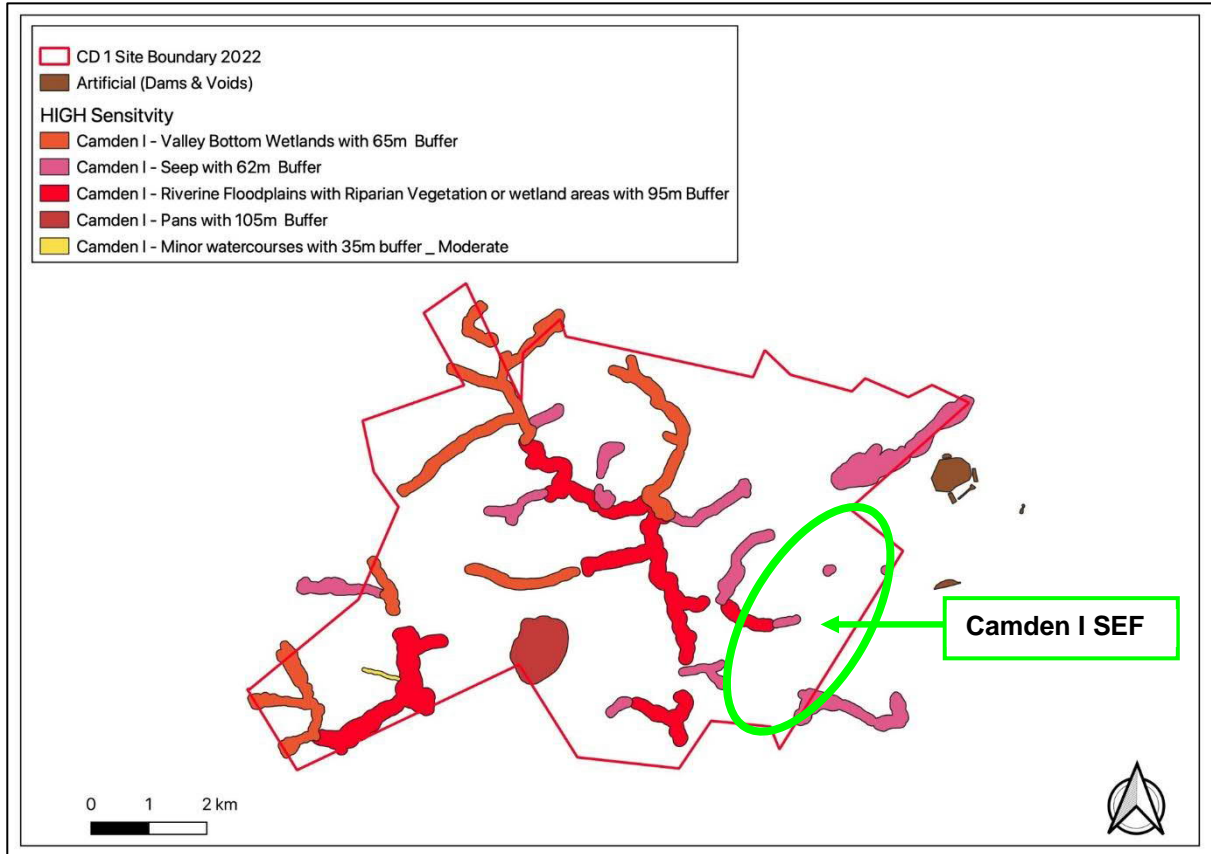 CD 1 Site Boundary 2022
Artificial (Dams & Voids)
HIGH Sensitvity
Camden I - Valley Bottom Wetlands with 65m Buffer
Camden I - Seep with 62m Buffer
Camden I - Riverine Floodplains with Riparian Vegetation or wetland areas with 95m Buffer
Camden I - Pans with 105m Buffer
Camden I - Minor watercourses with 35m buffer _ Moderate
Camden I SEF
0 1 2 km